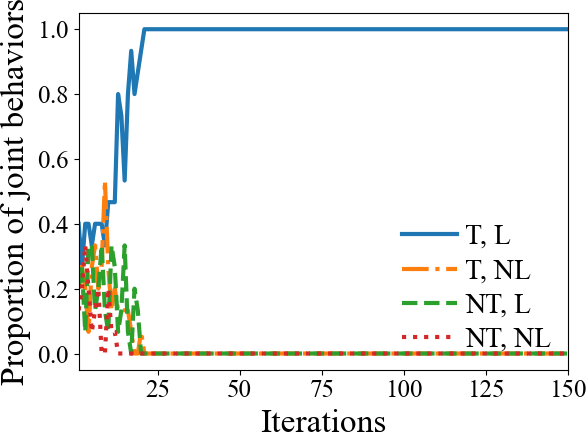 Proportion of joint behaviors
1.0
0.8
0.6
0.4
0.2
0.0
T, L
T, NL
NT, L
NT, NL
25 50 75 100 125 150
Iterations